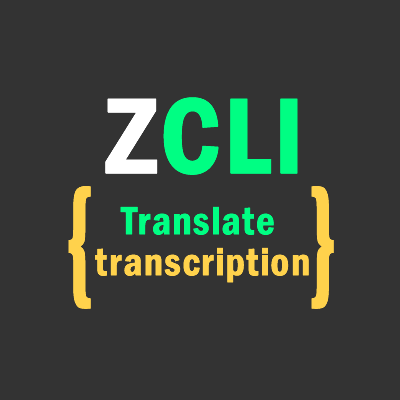 ZCLI
{ Translate
transcription }